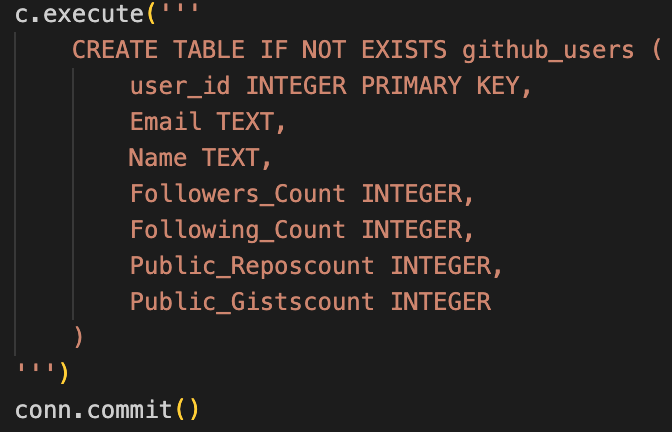 c.execute('''
CREATE TABLE IF NOT EXISTS github_users (
user_id INTEGER PRIMARY KEY,
Email TEXT,
Name TEXT,
Followers_Count INTEGER,
Following_Count INTEGER,
Public_Reposcount INTEGER,
Public_Gistscount INTEGER
)
''')
conn.commit()